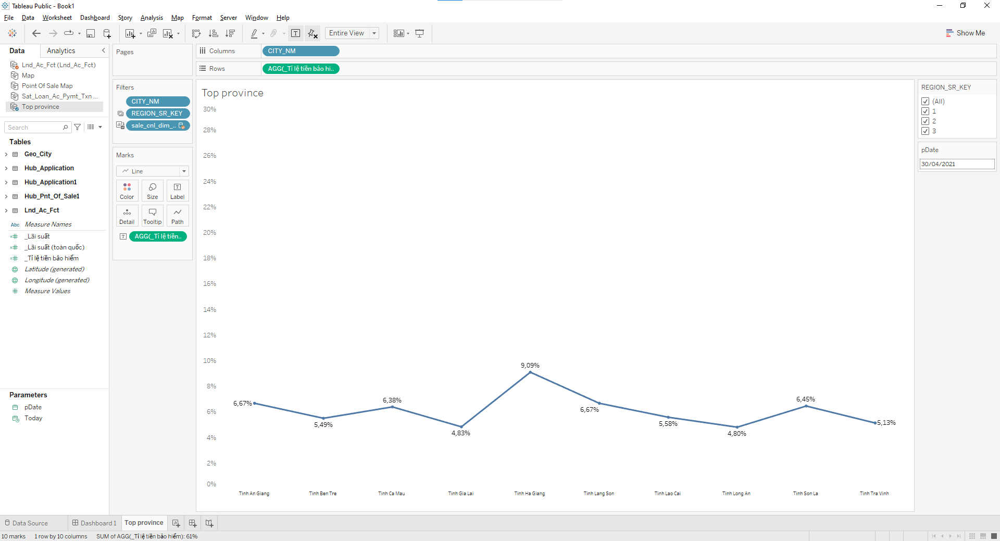 Tableau Public - Book1
File Data Worksheet Dashboard Story Analysis Map Format Server Window Help
Entire View
Show Me
Data Analytics
Lnd_Ac_Fct (Lnd_Ac_Fct)
Map
Point Of Sale Map
Sat_Loan_Ac_Pymt_Txn ...
Top province
Search
Tables
Geo_City
Hub_Application
Hub_Application1
Hub_Pnt_Of_Sale1
Lnd_Ac_Fct
Abc Measure Names
_Lãi suất
_Lãi suất (toàn quốc)
_Tỉ lệ tiền bảo hiểm
Latitude (generated)
Longitude (generated)
Measure Values
Parameters
pDate
Today
Pages
Filters
CITY_NM
REGION_SR_KEY
sale_cnl_dim_..
Marks
Line
Color Size Label
Detail Tooltip Path
AGG(_Tỉ lệ tiền..
Columns CITY_NM
Rows AGG(_Tỉ lệ tiền bảo hi..
Top province
30%
28%
26%
24%
22%
20%
18%
16%
14%
12%
10%
8%
6%
4%
2%
0%
6,67%
5,49%
6,38%
4,83%
9,09%
6,67%
5,58%
4,80%
6,45%
5,13%
Tinh An Giang Tinh Ben Tre Tinh Ca Mau Tinh Gia Lai Tinh Ha Giang Tinh Lang Son Tinh Lao Cai Tinh Long An Tinh Son La Tinh Tra Vinh
REGION_SR_KEY
(All)
1
2
3
pDate
30/04/2021
Data Source Dashboard 1 Top province
10 marks 1 row by 10 columns SUM of AGG(_Tỉ lệ tiền bảo hiểm): 61%